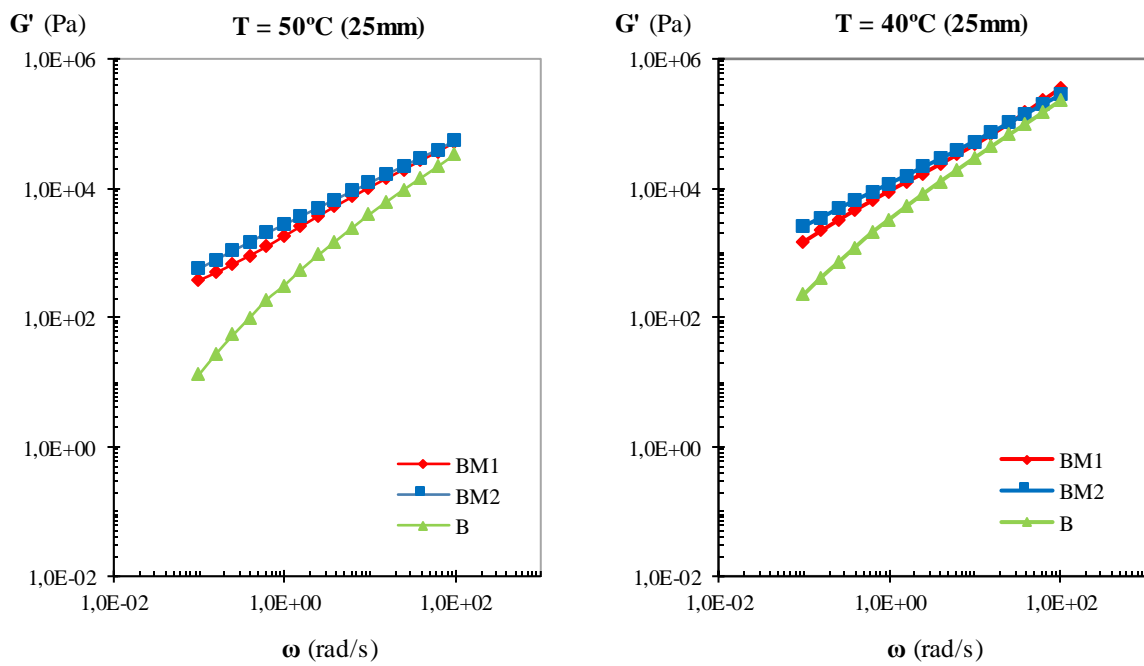 G' (Pa)
T = 50ºC (25mm)
1,0E+06
1,0E+04
1,0E+02
1,0E+00
1,0E-02
BM1
BM2
B
1,0E-02
1,0E+00
1,0E+02
ω (rad/s)
G' (Pa)
T = 40ºC (25mm)
1,0E+06
1,0E+04
1,0E+02
1,0E+00
1,0E-02
BM1
BM2
B
1,0E-02
1,0E+00
1,0E+02
ω (rad/s)